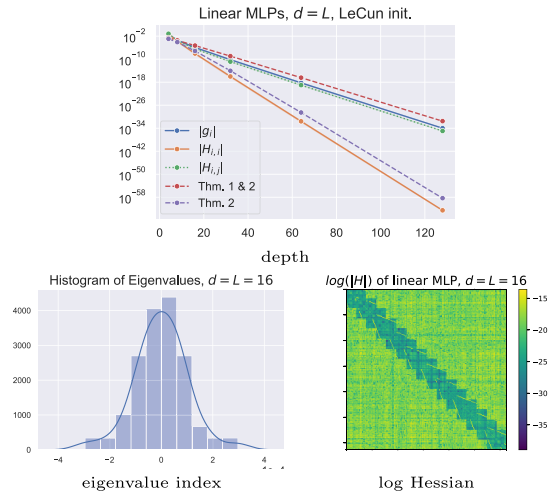 Linear MLPs, d = L, LeCun init.
10^-2
10^-10
10^-18
10^-26
10^-34
10^-42
10^-50
10^-58
|g_i|
|H_{i,i}|
|H_{i,j}|
Thm. 1 & 2
Thm. 2
0 20 40 60 80 100 120
depth
Histogram of Eigenvalues, d = L = 16
4000
3000
2000
1000
0
−4 −2 0 2 4
eigenvalue index
log(|H|) of linear MLP, d = L = 16
−15
−20
−25
−30
−35
log Hessian